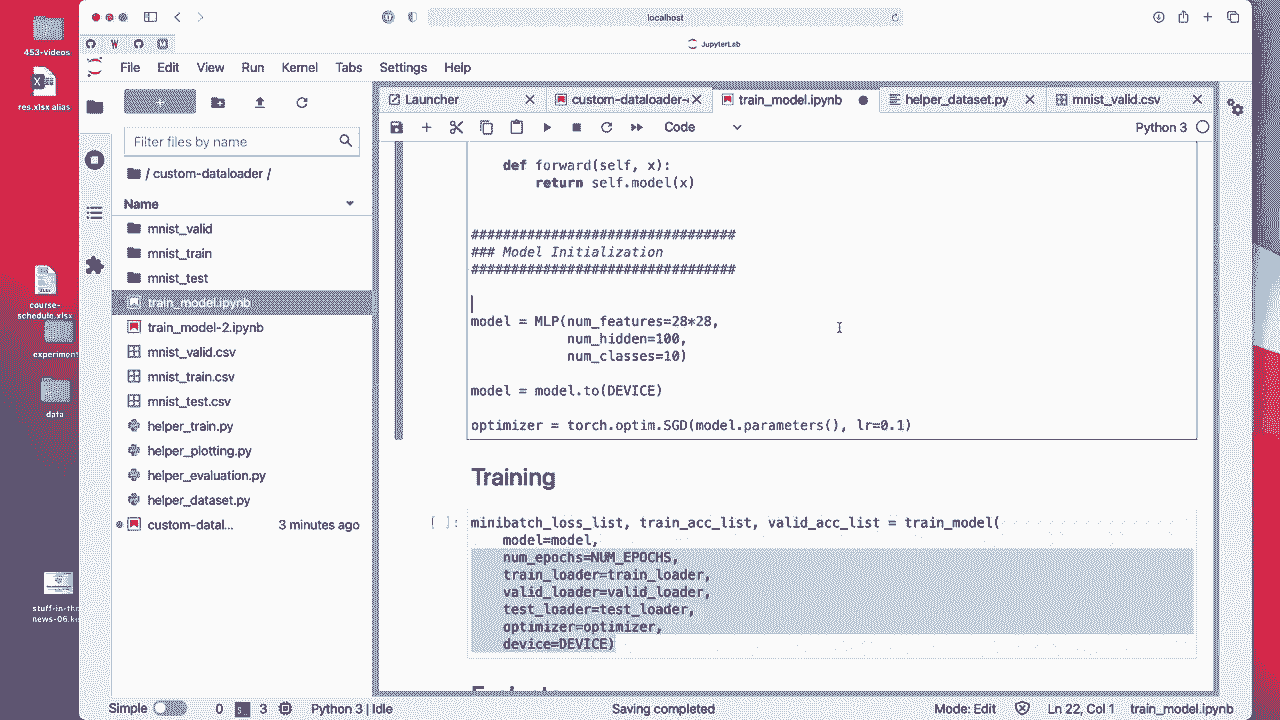 localhost
JupyterLab
453-videos
res.xlsx alias
course-
schedule.xlsx
experiment
data
stuff-in-the
File Edit View Run Kernel Tabs Settings Help
Filter files by name
/ custom-dataloader /
Name
mnist_valid
mnist_train
mnist_test
train_model.ipynb
train_model-2.ipynb
mnist_valid.csv
mnist_train.csv
mnist_test.csv
helper_train.py
helper_plotting.py
helper_evaluation.py
helper_dataset.py
custom-datal... 3 minutes ago
Launcher
custom-dataloader-
train_model.ipynb
helper_dataset.py
mnist_valid.csv
Code
Python 3
def forward(self, x):
return self.model(x)
#################################
### Model Initialization
#################################
model = MLP(num_features=28*28,
num_hidden=100,
num_classes=10)
model = model.to(DEVICE)
optimizer = torch.optim.SGD(model.parameters(), lr=0.1)
Training
[ ]: minibatch_loss_list, train_acc_list, valid_acc_list = train_model(
model=model,
num_epochs=NUM_EPOCHS,
train_loader=train_loader,
valid_loader=valid_loader,
test_loader=test_loader,
optimizer=optimizer,
device=DEVICE)
Simple 0 3 Python 3 | Idle Saving completed Mode: Edit Ln 22, Col 1 train_model.ipynb